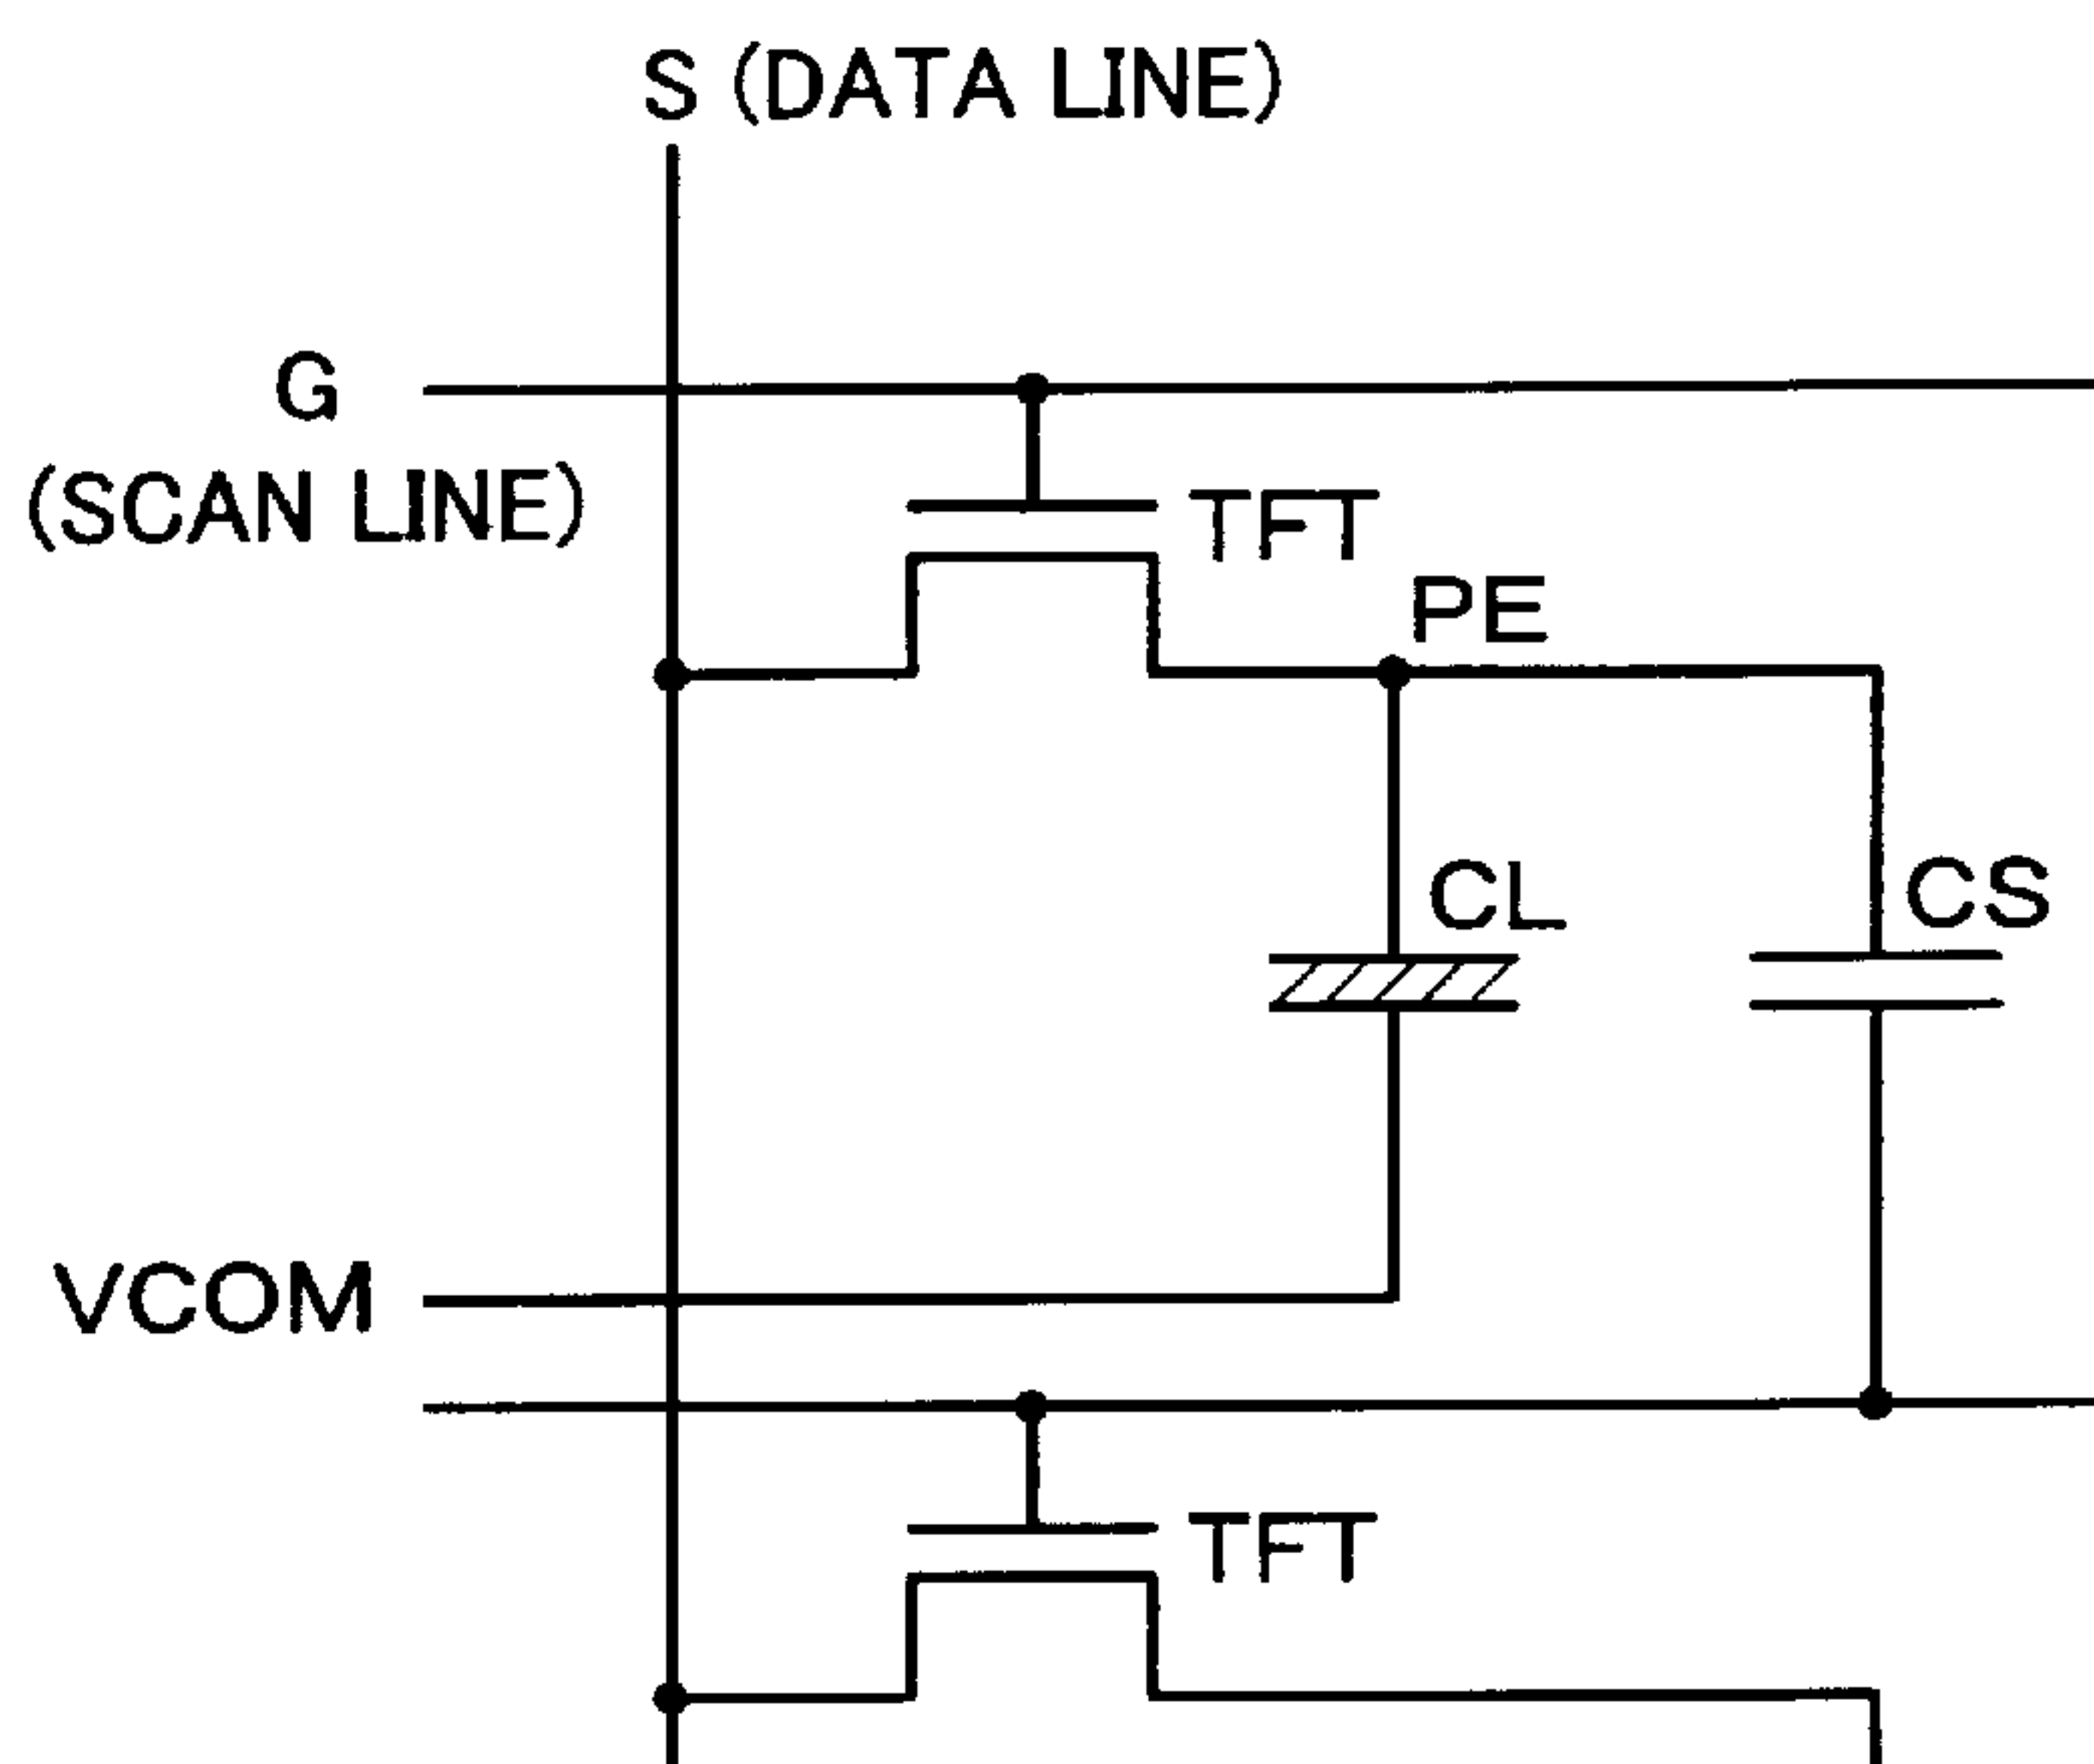 S (DATA LINE)
G
(SCAN LINE)
TFT
PE
CL
CS
VCOM
TFT